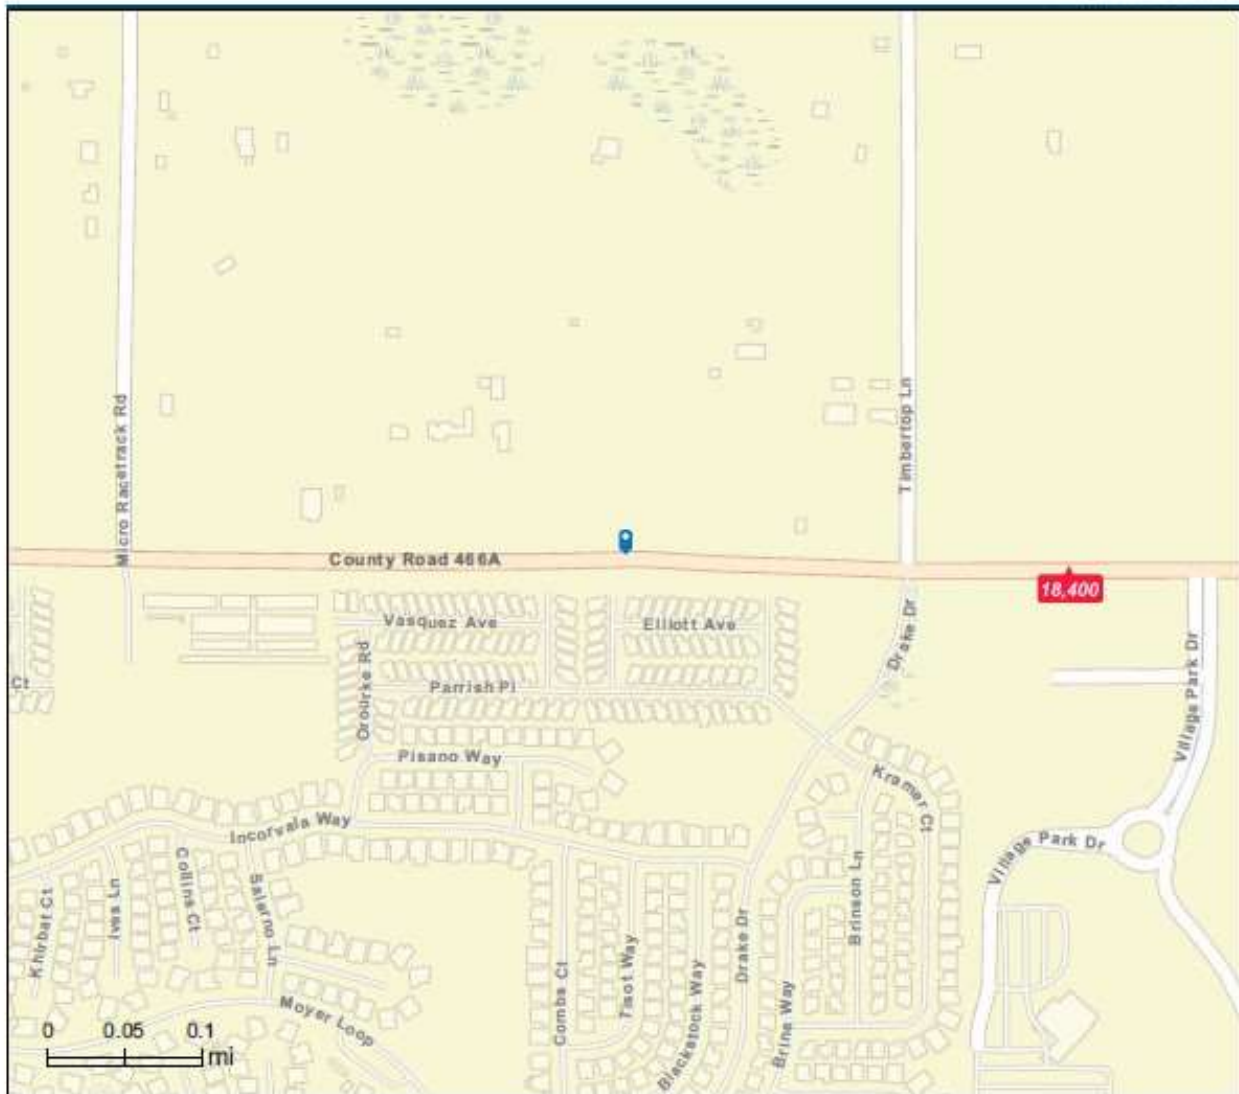 Micro Racetrack Rd
Timbertop Ln
County Road 466A
18,400
Vasquez Ave
Elliott Ave
Drake Dr
Orourke Rd
Parrish Pl
Ct
Village Park Dr
Pisano Way
Kramer Ct
Incorvaia Way
Village Park Dr
Collins Ct
Ives Ln
Khirbat Ct
Salerno Ln
Brinson Ln
Tisot Way
Drake Dr
Combs Ct
Blackstock Way
Brine Way
Moyer Loop
0 0.05 0.1
mi